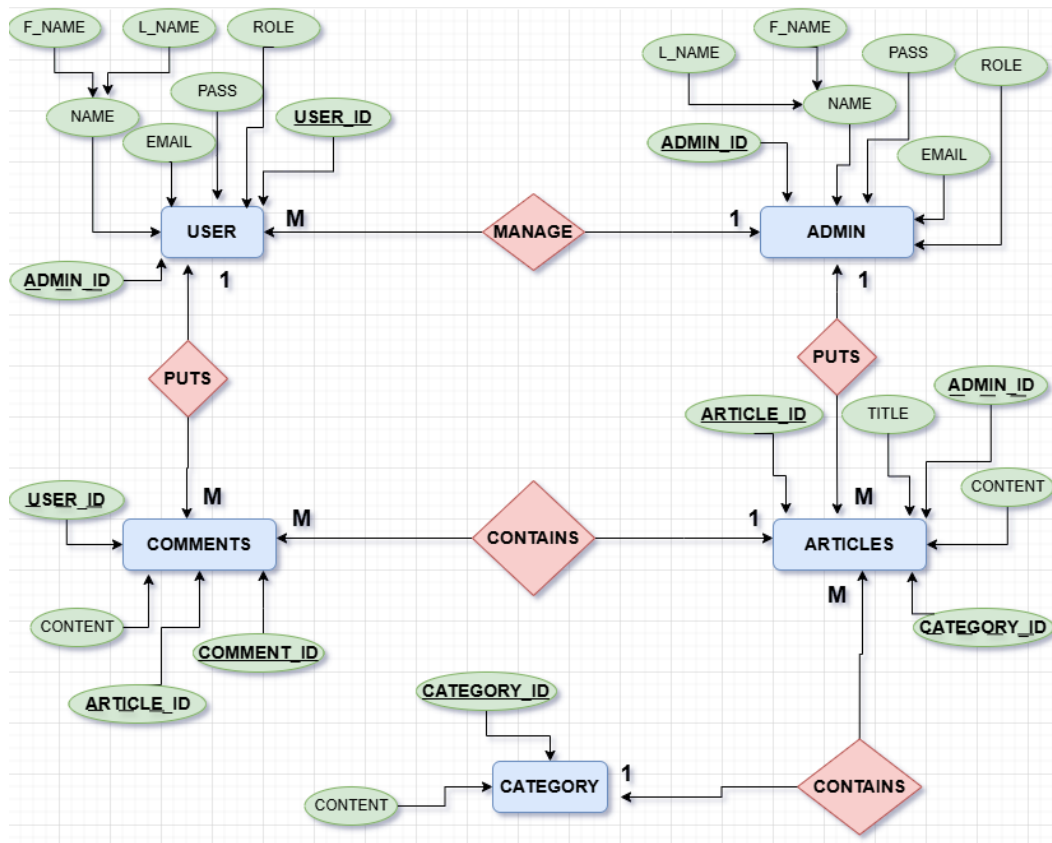 F_NAME
L_NAME
ROLE
F_NAME
L_NAME
PASS
ROLE
NAME
PASS
USER_ID
NAME
EMAIL
ADMIN_ID
EMAIL
USER
M
MANAGE
1
ADMIN
ADMIN_ID
1
1
PUTS
PUTS
ADMIN_ID
ARTICLE_ID
TITLE
CONTENT
USER_ID
M
M
M
1
COMMENTS
CONTAINS
ARTICLES
M
CONTENT
COMMENT_ID
CATEGORY_ID
ARTICLE_ID
CATEGORY_ID
1
CATEGORY
CONTAINS
CONTENT